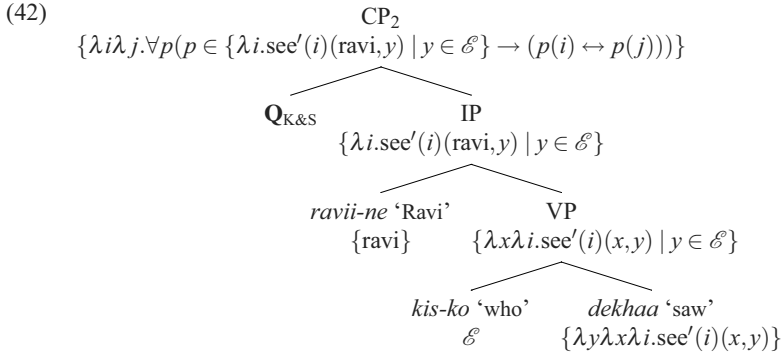 (42)
CP₂
{λiλj.∀p(p ∈ {λi.see′(i)(ravi,y) | y ∈ ℰ} → (p(i) ↔ p(j)))}
Q_K&S IP
{λi.see′(i)(ravi,y) | y ∈ ℰ}
ravii-ne ‘Ravi’ VP
{ravi} {λxλi.see′(i)(x,y) | y ∈ ℰ}
kis-ko ‘who’ dekhaa ‘saw’
ℰ {λyλxλi.see′(i)(x,y)}